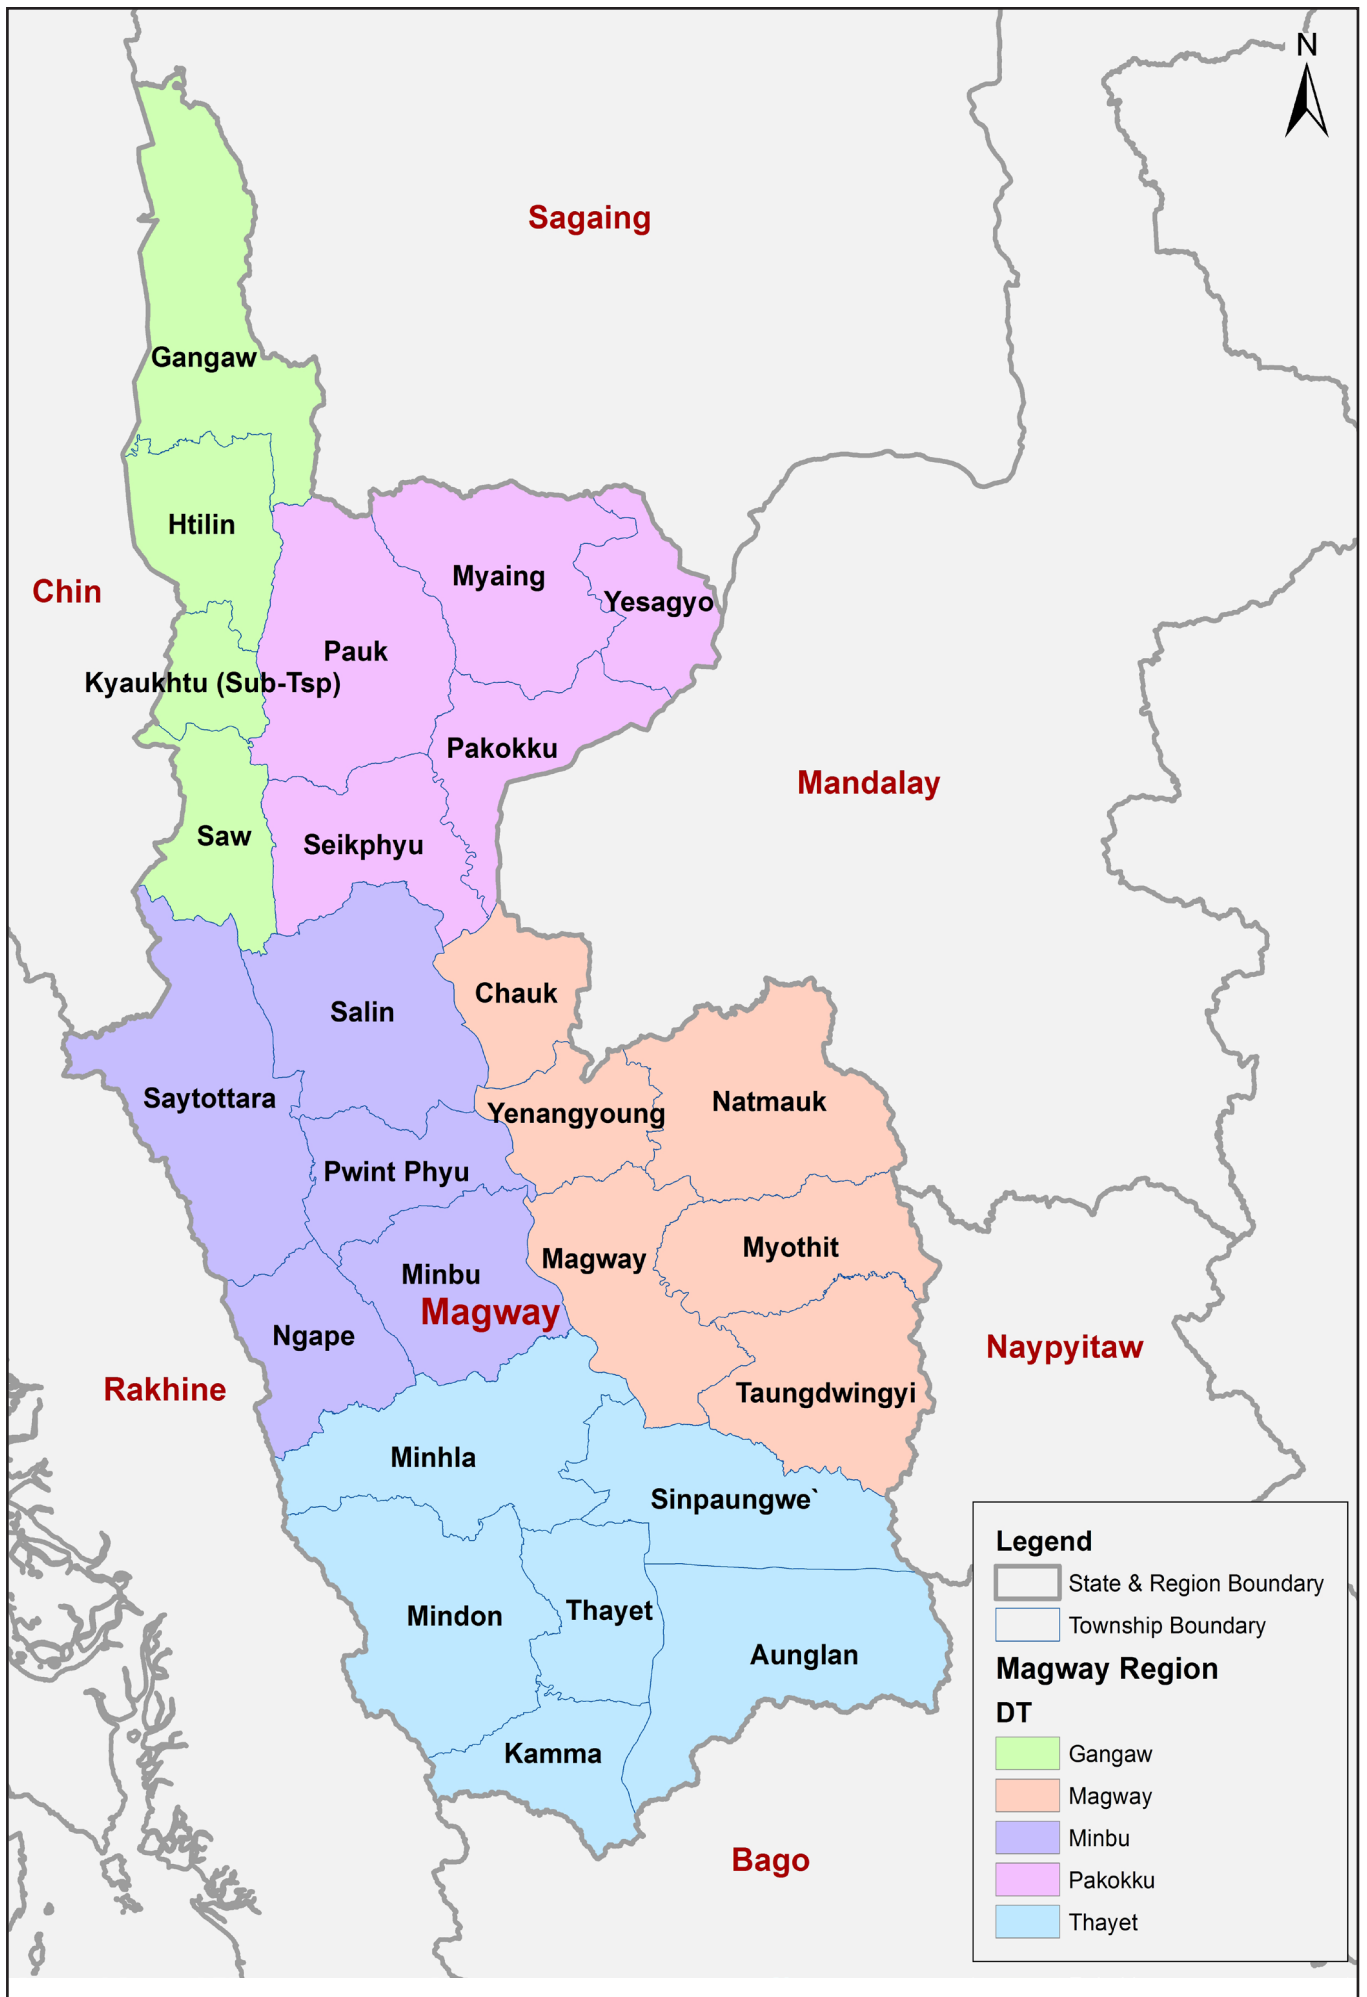 N
Sagaing
Gangaw
Htilin
Myaing
Chin
Yesagyo
Pauk
Kyaukhtu (Sub-Tsp)
Pakokku
Mandalay
Saw
Seikphyu
Chauk
Salin
Saytottara
Natmauk
Yenangyoung
Pwint Phyu
Myothit
Magway
Minbu
Magway
Ngape
Naypyitaw
Rakhine
Taungdwingyi
Minhla
Sinpaungwe`
Mindon
Thayet
Aunglan
Kamma
Bago
Legend
State & Region Boundary
Township Boundary
Magway Region
DT
Gangaw
Magway
Minbu
Pakokku
Thayet